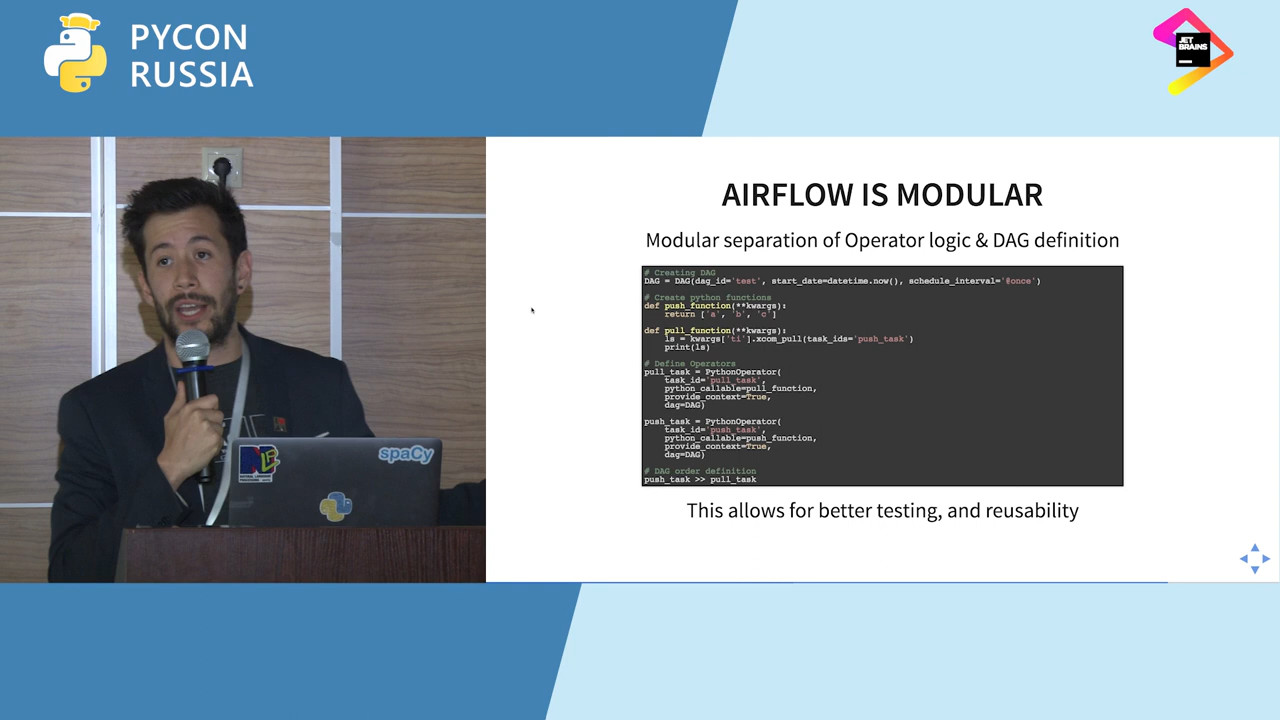 PYCON
RUSSIA
JET
BRAINS
AIRFLOW IS MODULAR
Modular separation of Operator logic & DAG definition
# Creating DAG
DAG = DAG(dag_id='test', start_date=datetime.now(), schedule_interval='@once')
# Create python functions
def push_function(**kwargs):
    return ['a', 'b', 'c']
def pull_function(**kwargs):
    ls = kwargs['ti'].xcom_pull(task_ids='push_task')
    print(ls)
# Define Operators
pull_task = PythonOperator(
    task_id='pull_task',
    python_callable=pull_function,
    provide_context=True,
    dag=DAG)
push_task = PythonOperator(
    task_id='push_task',
    python_callable=push_function,
    provide_context=True,
    dag=DAG)
# DAG order definition
push_task >> pull_task
This allows for better testing, and reusability
spaCy